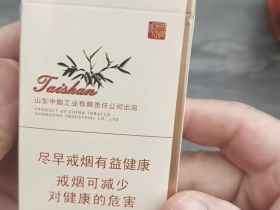 Taishan
山东中烟工业有限责任公司出品
PRODUCT OF CHINA TOBACCO
SHANDONG INDUSTRIAL CO., LTD.
尽早戒烟有益健康
戒烟可减少
对健康的危害